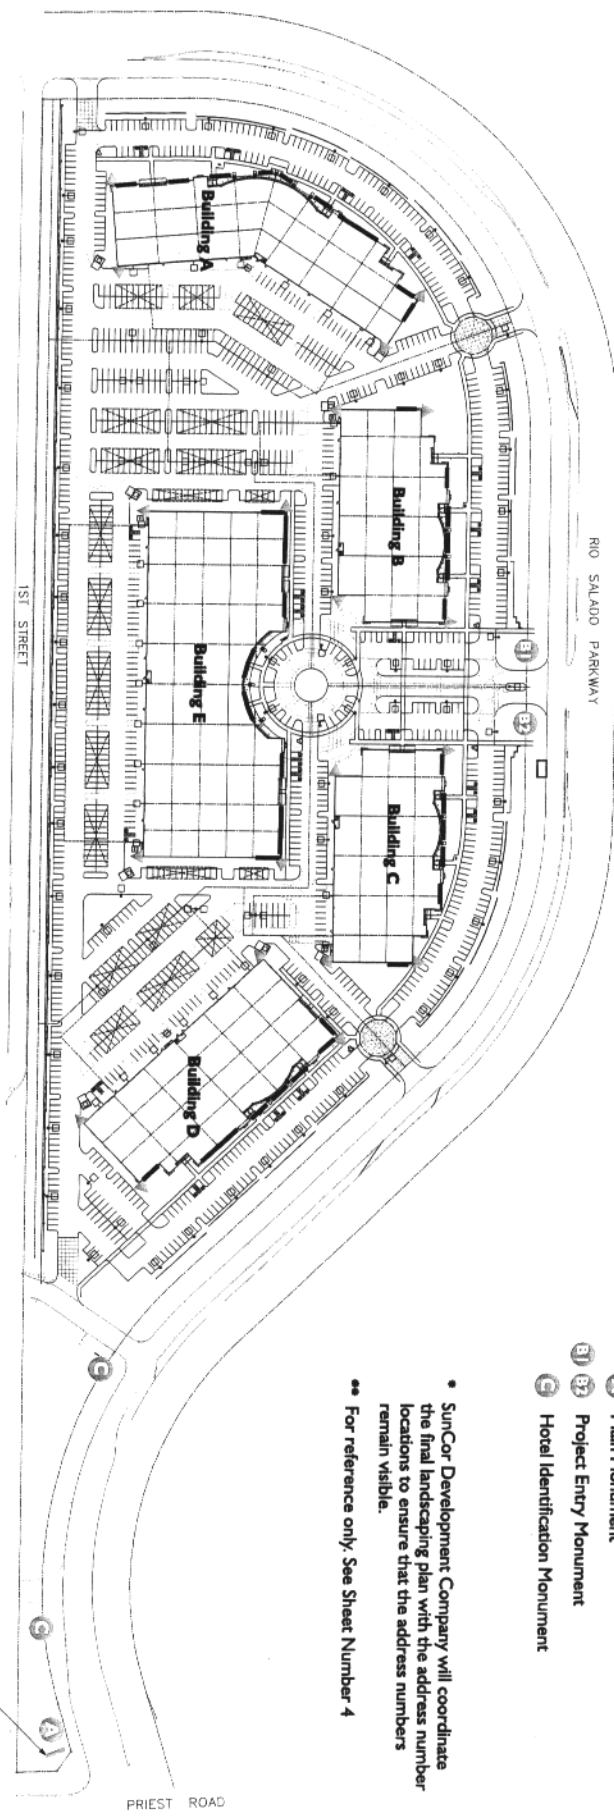 RIO SALADO PARKWAY
1ST STREET
PRIEST ROAD
Building A
Building B
Building C
Building D
Building E
B1
B2
C
C
A
B1 B2 Project Entry Monument
C Hotel Identification Monument
* SunCor Development Company will coordinate
the final landscaping plan with the address number
locations to ensure that the address numbers
remain visible.
** For reference only. See Sheet Number 4